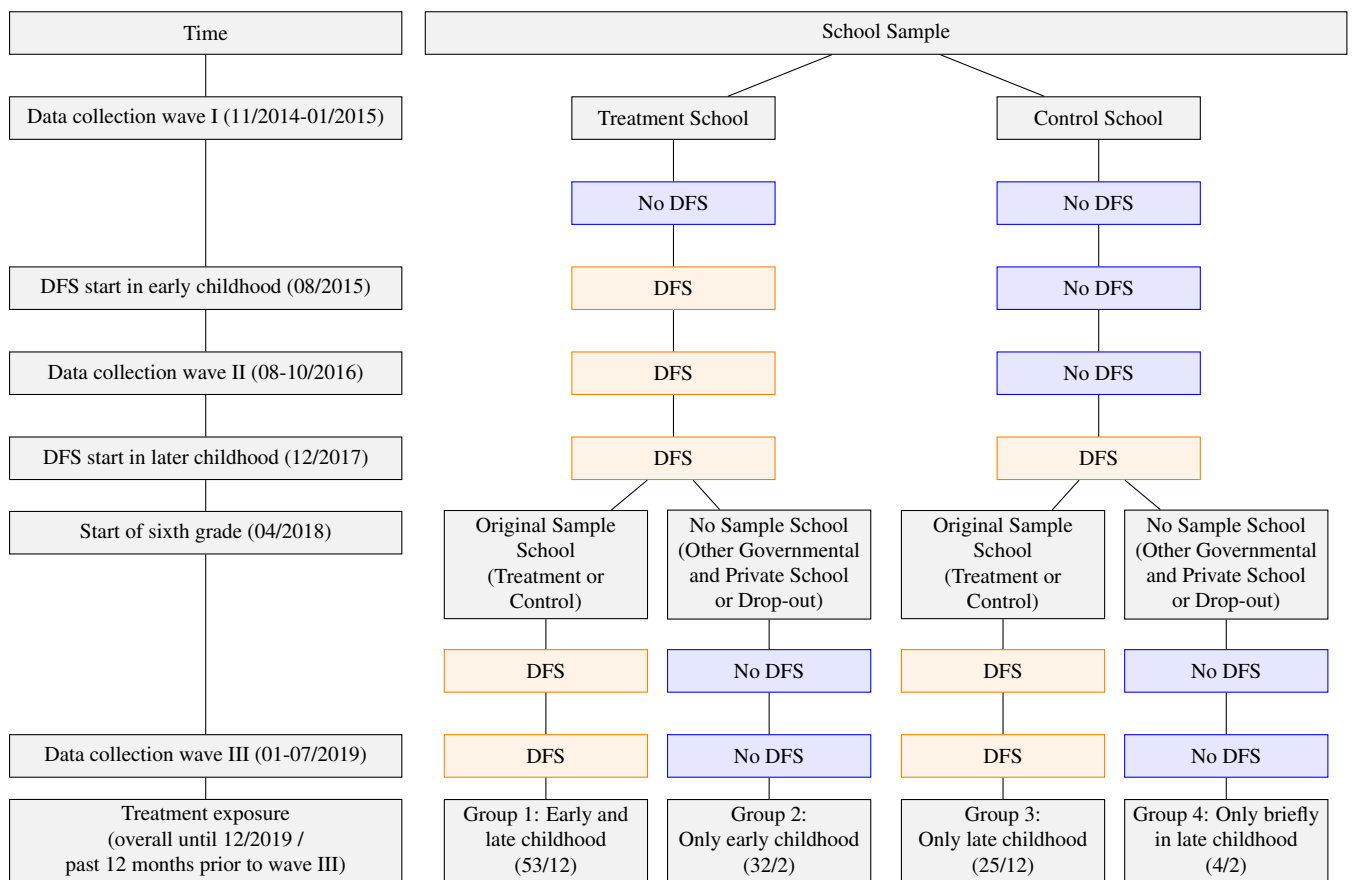 Time
School Sample
Data collection wave I (11/2014-01/2015)
Treatment School
Control School
No DFS
No DFS
DFS start in early childhood (08/2015)
DFS
No DFS
Data collection wave II (08-10/2016)
DFS
No DFS
DFS start in later childhood (12/2017)
DFS
DFS
Start of sixth grade (04/2018)
Original Sample
School
(Treatment or
Control)
No Sample School
(Other Governmental
and Private School
or Drop-out)
Original Sample
School
(Treatment or
Control)
No Sample School
(Other Governmental
and Private School
or Drop-out)
DFS
No DFS
DFS
No DFS
Data collection wave III (01-07/2019)
DFS
No DFS
DFS
No DFS
Treatment exposure
(overall until 12/2019 /
past 12 months prior to wave III)
Group 1: Early and
late childhood
(53/12)
Group 2:
Only early childhood
(32/2)
Group 3:
Only late childhood
(25/12)
Group 4: Only briefly
in late childhood
(4/2)